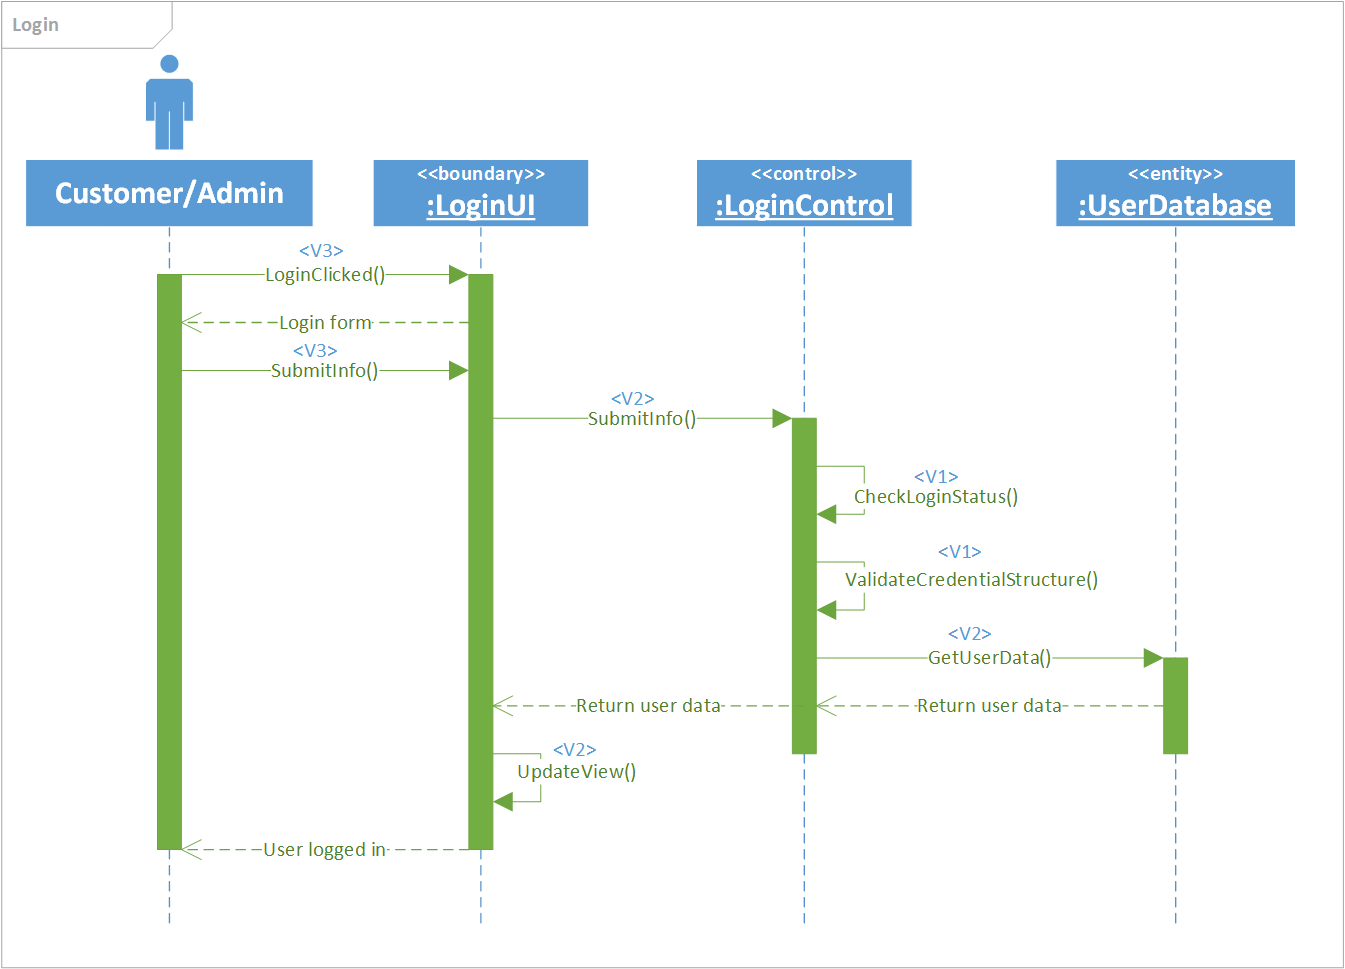 Login
Customer/Admin
<<boundary>>
:LoginUI
<<control>>
:LoginControl
<<entity>>
:UserDatabase
<V3>
LoginClicked()
Login form
<V3>
SubmitInfo()
<V2>
SubmitInfo()
<V1>
CheckLoginStatus()
<V1>
ValidateCredentialStructure()
<V2>
GetUserData()
Return user data
Return user data
<V2>
UpdateView()
User logged in